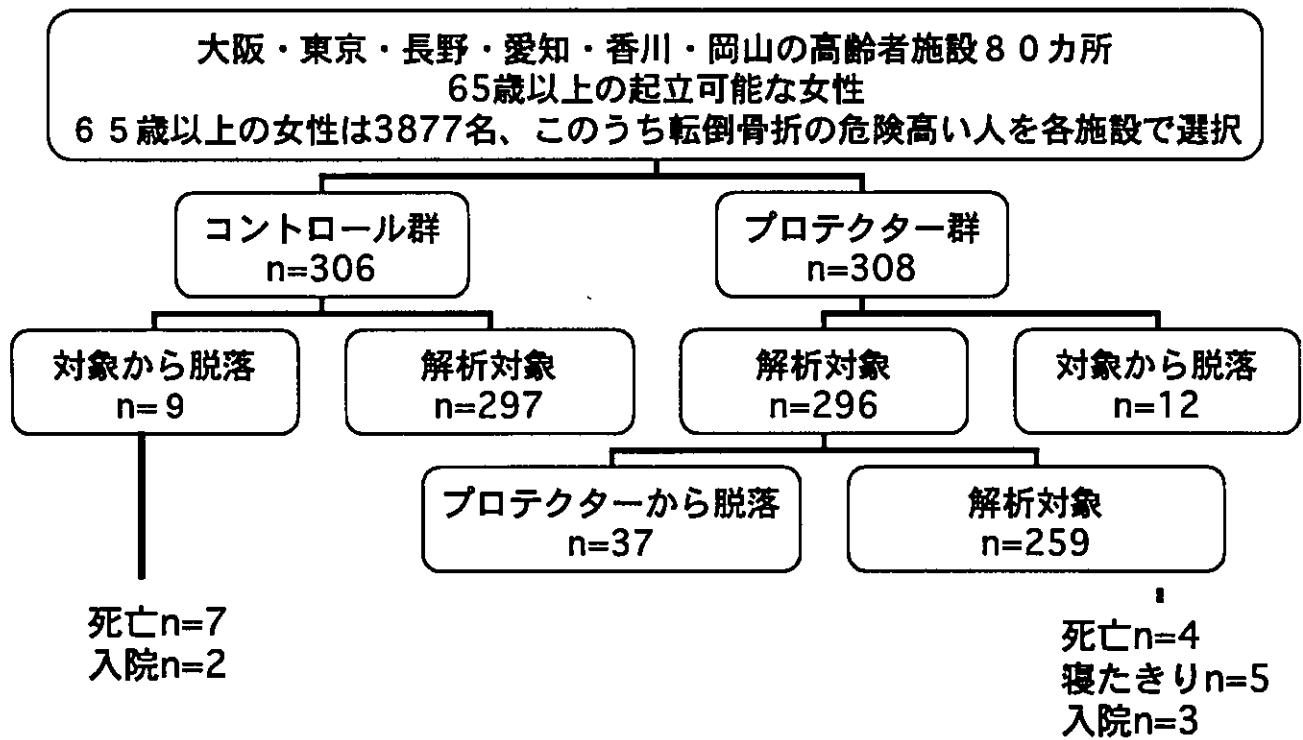 大阪・東京・長野・愛知・香川・岡山の高齢者施設８０カ所
65歳以上の起立可能な女性
６５歳以上の女性は3877名、このうち転倒骨折の危険高い人を各施設で選択
コントロール群
n=306
プロテクター群
n=308
対象から脱落
n=９
解析対象
n=297
解析対象
n=296
対象から脱落
n=12
プロテクターから脱落
n=37
解析対象
n=259
死亡n=7
入院n=2
死亡n=4
寝たきりn=5
入院n=3